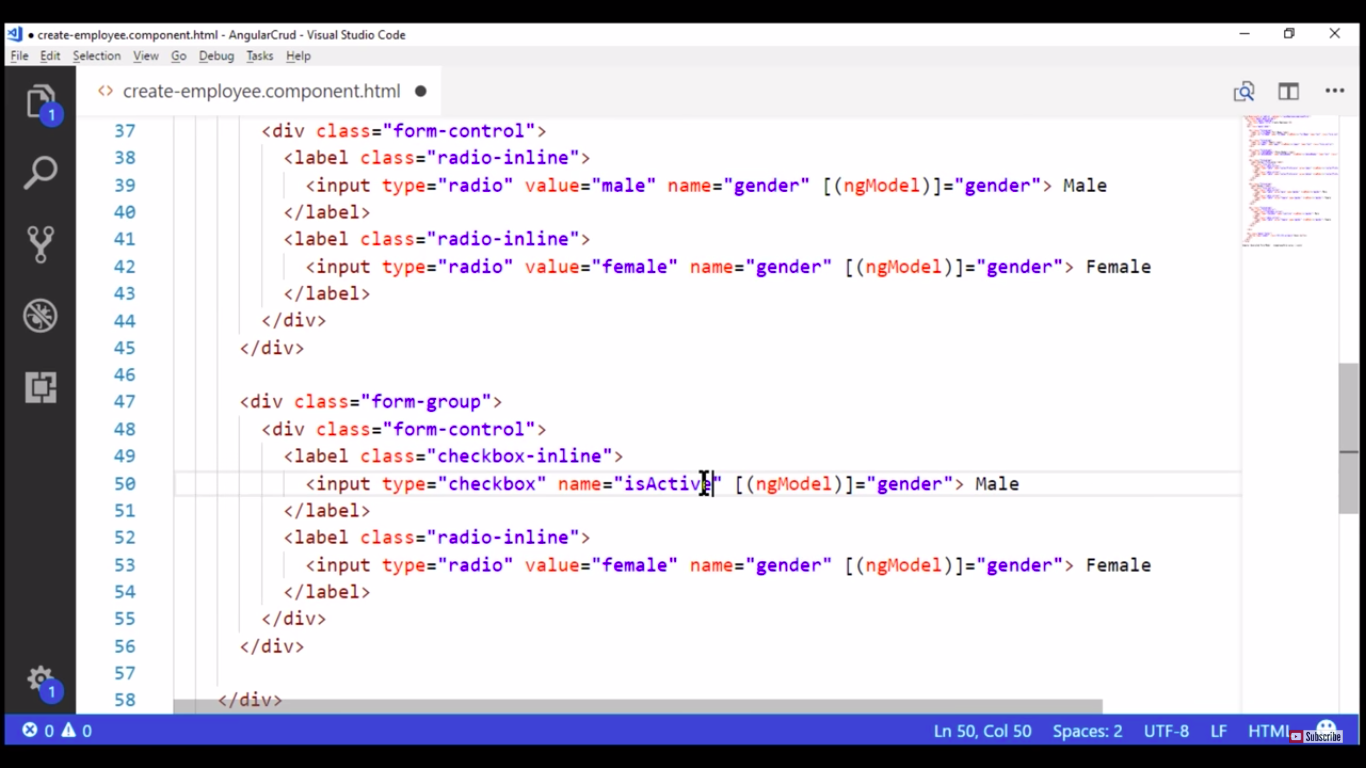 ● create-employee.component.html - AngularCrud - Visual Studio Code
File Edit Selection View Go Debug Tasks Help
<> create-employee.component.html ●
1
37 <div class="form-control">
38 <label class="radio-inline">
39 <input type="radio" value="male" name="gender" [(ngModel)]="gender"> Male
40 </label>
41 <label class="radio-inline">
42 <input type="radio" value="female" name="gender" [(ngModel)]="gender"> Female
43 </label>
44 </div>
45 </div>
46
47 <div class="form-group">
48 <div class="form-control">
49 <label class="checkbox-inline">
50 <input type="checkbox" name="isActive" [(ngModel)]="gender"> Male
51 </label>
52 <label class="radio-inline">
53 <input type="radio" value="female" name="gender" [(ngModel)]="gender"> Female
54 </label>
55 </div>
56 </div>
57
58 </div>
1
0 0 Ln 50, Col 50 Spaces: 2 UTF-8 LF HTML
Subscribe